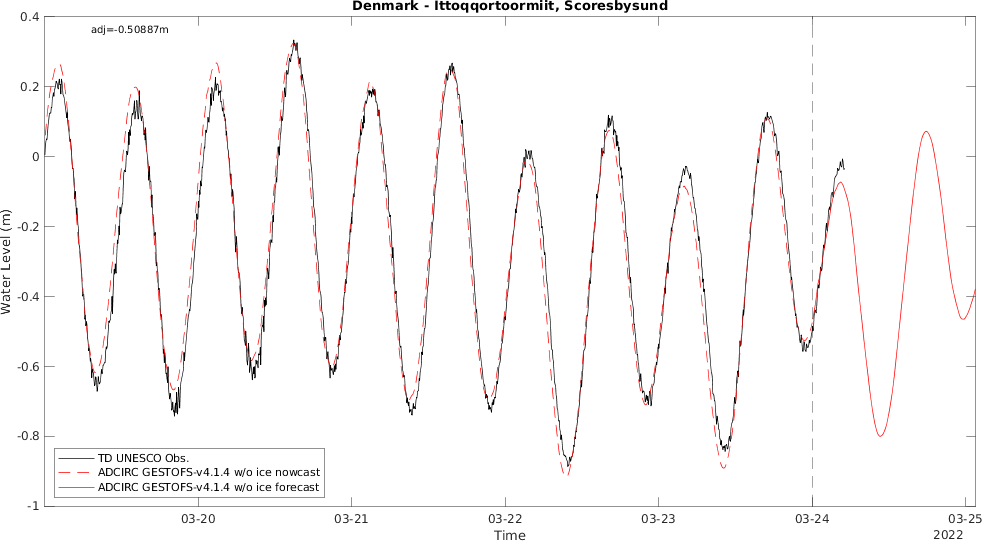 Denmark - Ittoqqortoormiit, Scoresbysund
adj=-0.50887m
0.4
0.2
0
-0.2
-0.4
-0.6
-0.8
-1
Water Level (m)
TD UNESCO Obs.
ADCIRC GESTOFS-v4.1.4 w/o ice nowcast
ADCIRC GESTOFS-v4.1.4 w/o ice forecast
03-20
03-21
03-22
03-23
03-24
03-25
Time
2022